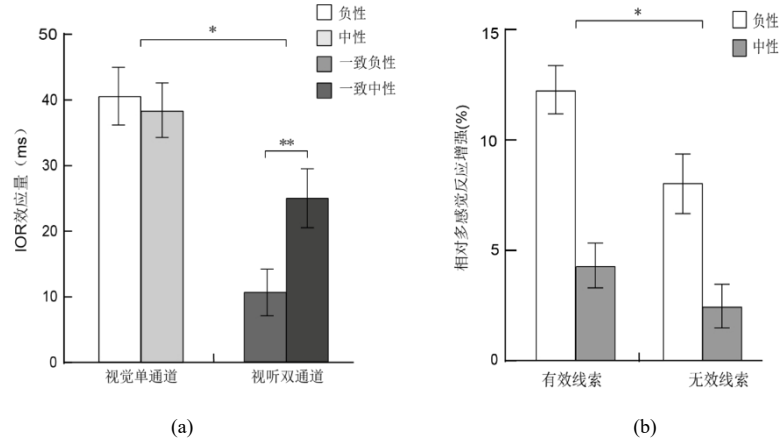 负性
中性
一致负性
一致中性
*
**
50
40
30
20
10
0
IOR效应量（ms）
视觉单通道
视听双通道
(a)
负性
中性
*
15
10
5
0
相对多感觉反应增强(%)
有效线索
无效线索
(b)